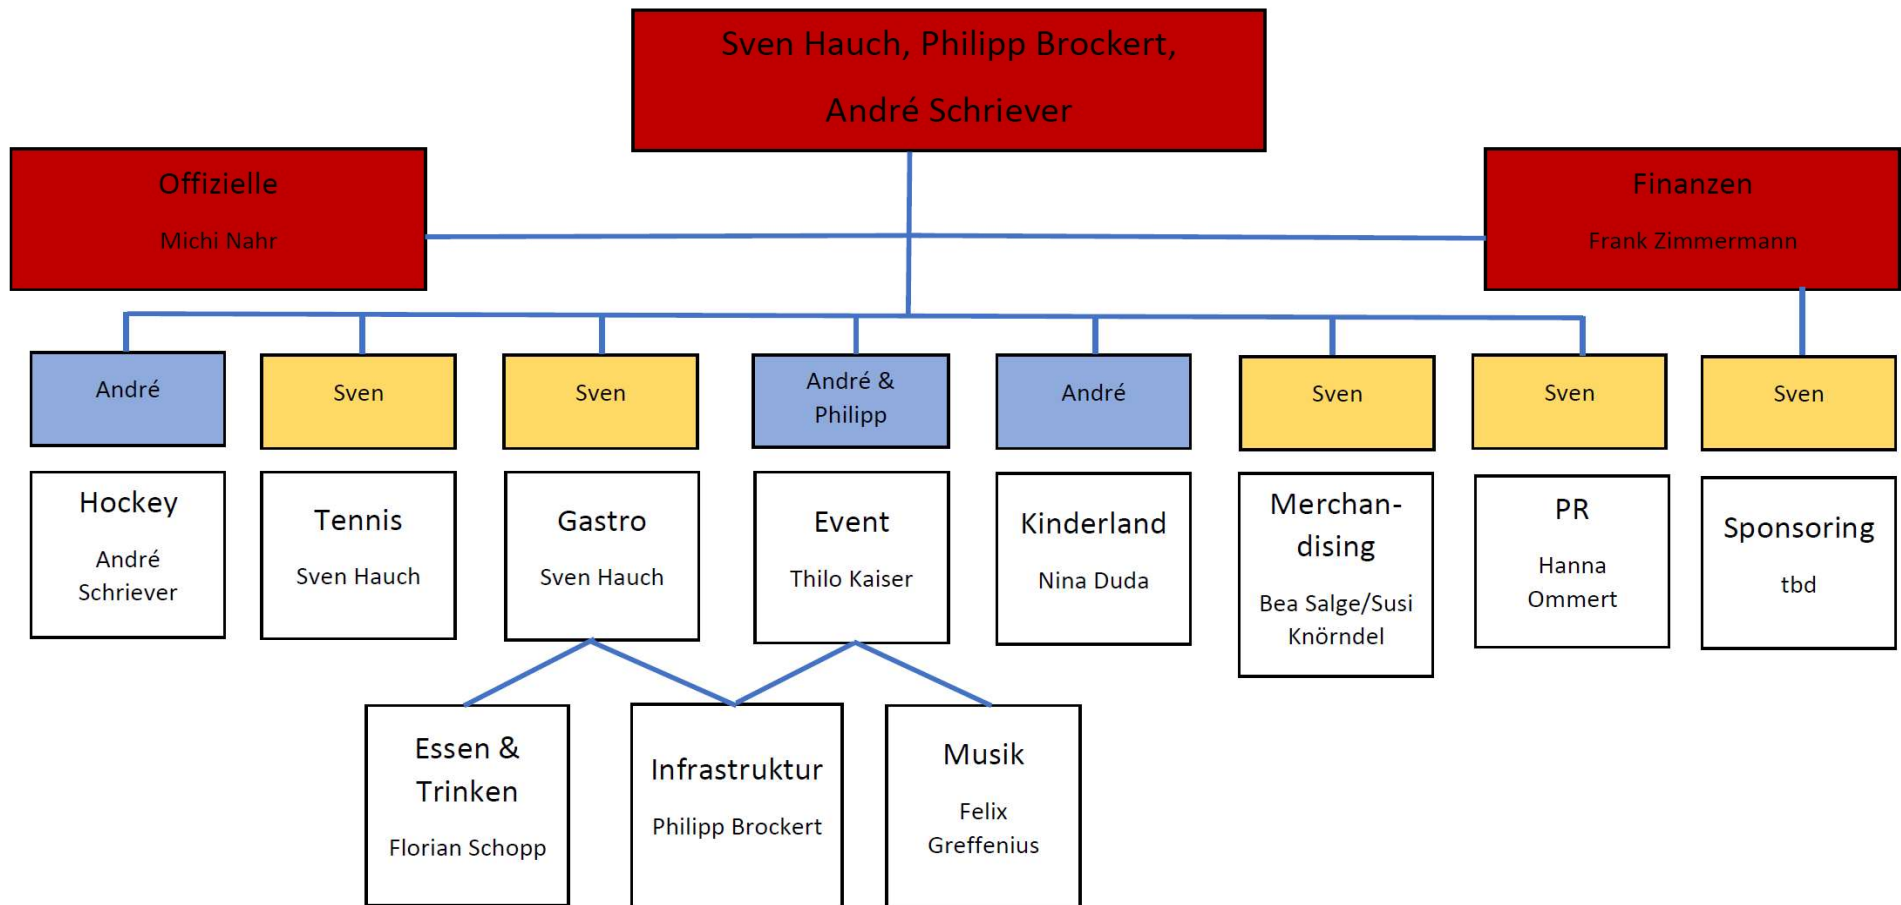 Sven Hauch, Philipp Brockert,
André Schriever
Offizielle
Michi Nahr
Finanzen
Frank Zimmermann
André
Sven
Sven
André &
Philipp
André
Sven
Sven
Sven
Hockey
André
Schriever
Tennis
Sven Hauch
Gastro
Sven Hauch
Event
Thilo Kaiser
Kinderland
Nina Duda
Merchan-
dising
Bea Salge/Susi
Knörndel
PR
Hanna
Ommert
Sponsoring
tbd
Essen &
Trinken
Florian Schopp
Infrastruktur
Philipp Brockert
Musik
Felix
Greffenius